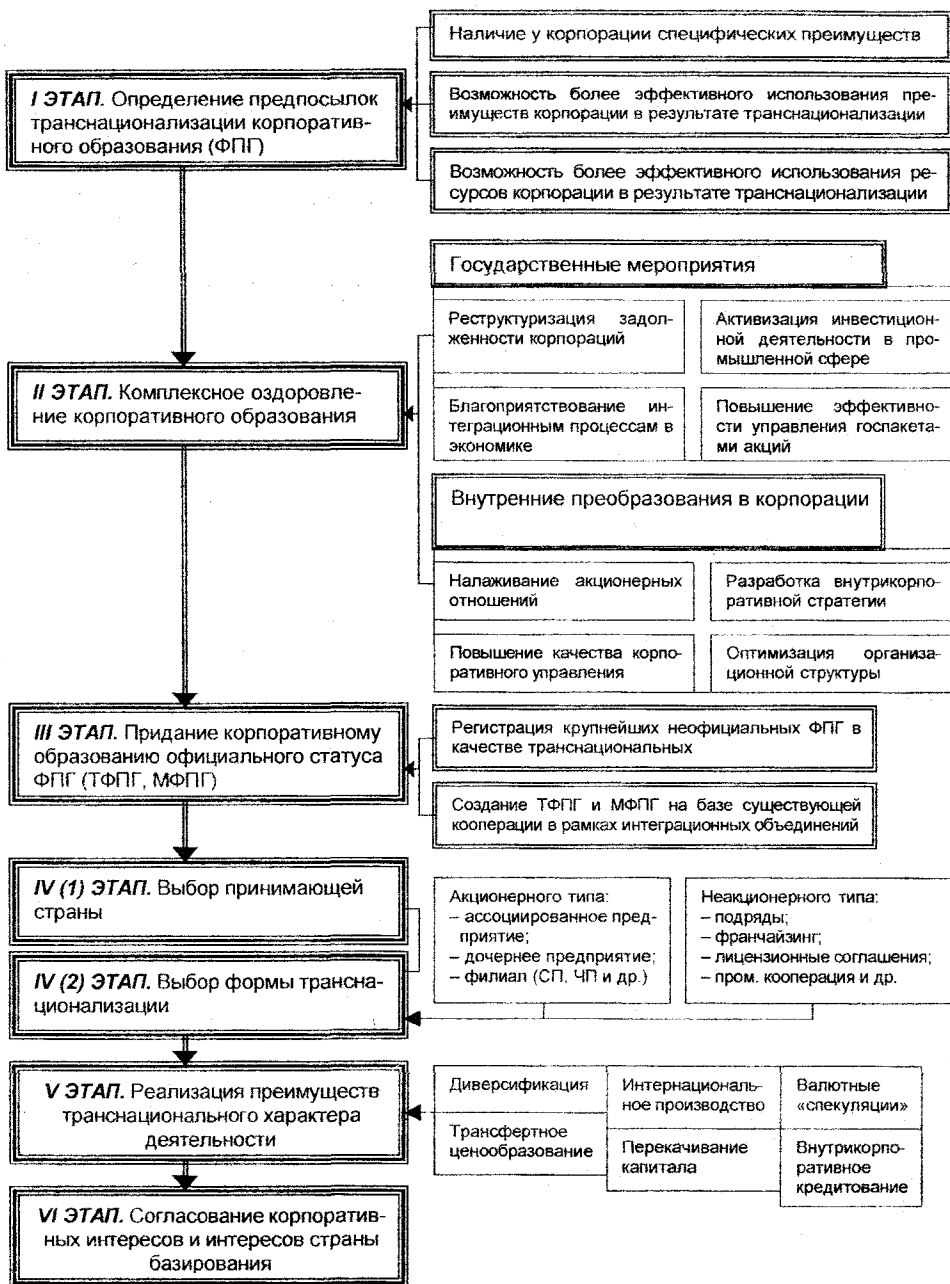 I ЭТАП. Определение предпосылок
транснационализации корпоратив-
ного образования (ФПГ)
Наличие у корпорации специфических преимуществ
Возможность более эффективного использования пре-
имуществ корпорации в результате транснационализации
Возможность более эффективного использования ре-
сурсов корпорации в результате транснационализации
II ЭТАП. Комплексное оздоровле-
ние корпоративного образования
Государственные мероприятия
Реструктуризация задол-
женности корпораций
Активизация инвестицион-
ной деятельности в про-
мышленной сфере
Благоприятствование ин-
теграционным процессам в
экономике
Повышение эффективно-
сти управления госпакета-
ми акций
Внутренние преобразования в корпорации
Налаживание акционерных
отношений
Разработка внутрикорпо-
ративной стратегии
Повышение качества корпо-
ративного управления
Оптимизация организа-
ционной структуры
III ЭТАП. Придание корпоративному
образованию официального статуса
ФПГ (ТФПГ, МФПГ)
Регистрация крупнейших неофициальных ФПГ в
качестве транснациональных
Создание ТФПГ и МФПГ на базе существующей
кооперации в рамках интеграционных объединений
IV (1) ЭТАП. Выбор принимающей
страны
IV (2) ЭТАП. Выбор формы трансна-
ционализации
Акционерного типа:
– ассоциированное пред-
приятие;
– дочернее предприятие;
– филиал (СП, ЧП и др.)
Неакционерного типа:
– подряды;
– франчайзинг;
– лицензионные соглашения;
– пром. кооперация и др.
V ЭТАП. Реализация преимуществ
транснационального характера
деятельности
Диверсификация
Интернациональ-
ное производство
Валютные
«спекуляции»
Трансфертное
ценообразование
Перекачивание
капитала
Внутрикорпо-
ративное
кредитование
VI ЭТАП. Согласование корпоратив-
ных интересов и интересов страны
базирования